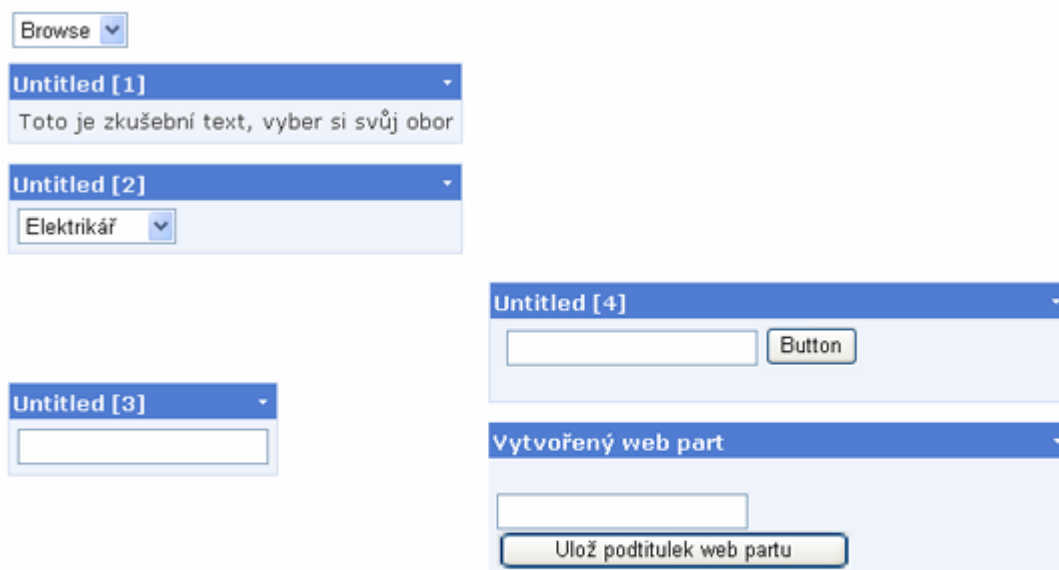 Browse
Untitled [1]
Toto je zkušební text, vyber si svůj obor
Untitled [2]
Elektrikář
Untitled [4]
Button
Untitled [3]
Vytvořený web part
Ulož podtitulek web partu